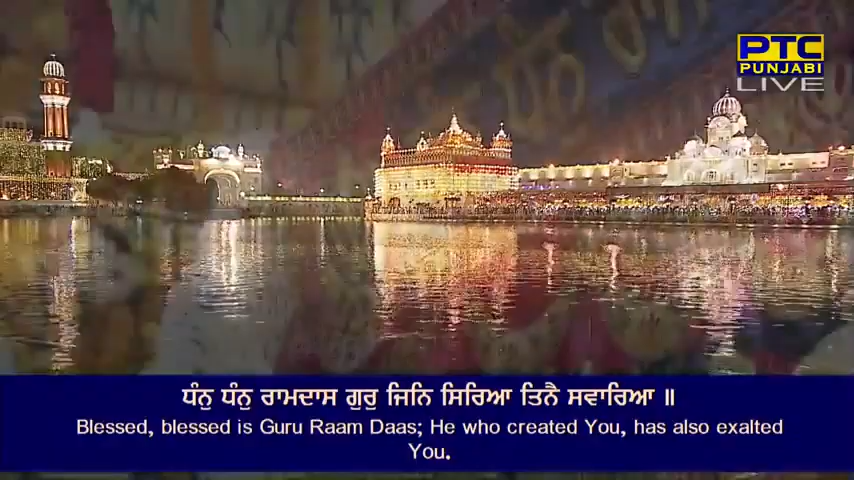 PTC
PUNJABI
LIVE
ਧੰਨੁ ਧੰਨੁ ਰਾਮਦਾਸ ਗੁਰੁ ਜਿਨਿ ਸਿਰਿਆ ਤਿਨੈ ਸਵਾਰਿਆ ॥
Blessed, blessed is Guru Raam Daas; He who created You, has also exalted
You.